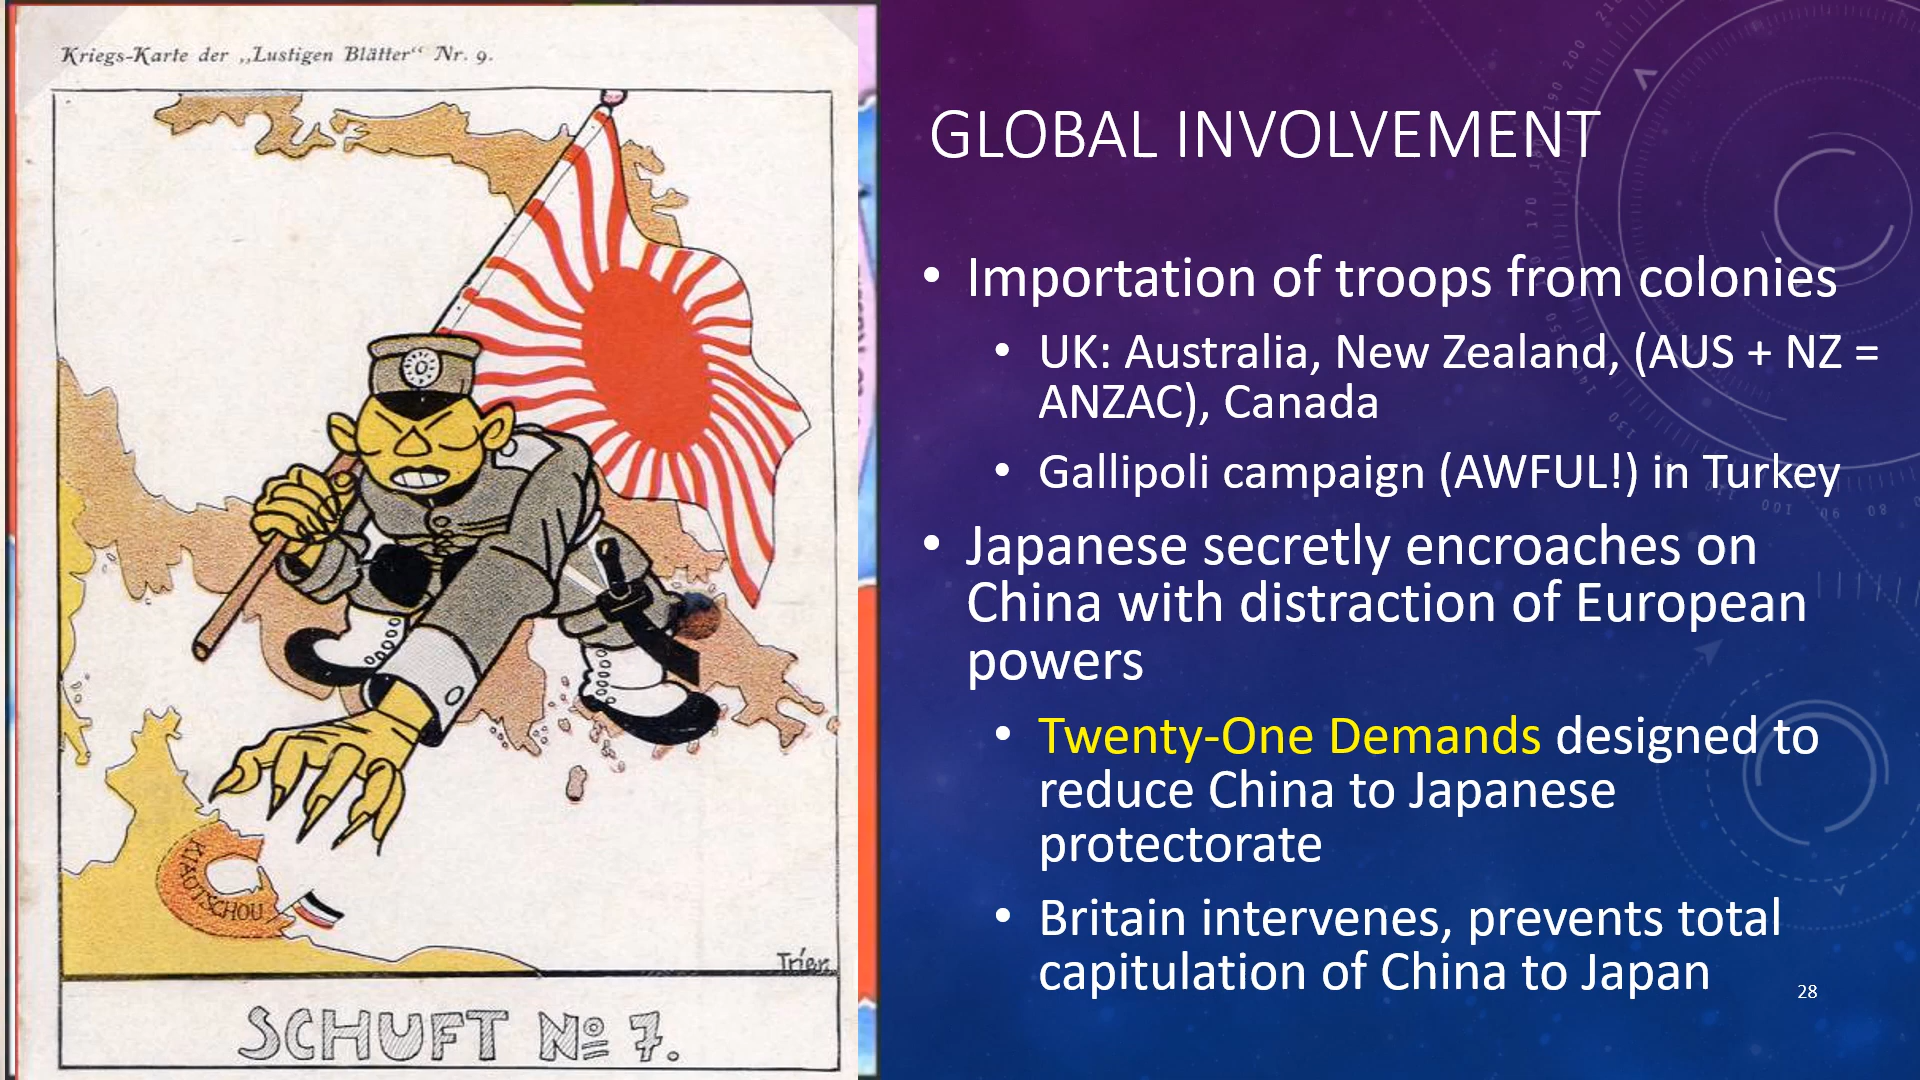 Kriegs-Karte der „Lustigen Blätter“ Nr. 9.
KIAUTSCHOU
Trier.
SCHUFT No 7.
GLOBAL INVOLVEMENT
• Importation of troops from colonies
• UK: Australia, New Zealand, (AUS + NZ =
ANZAC), Canada
• Gallipoli campaign (AWFUL!) in Turkey
• Japanese secretly encroaches on
China with distraction of European
powers
• Twenty-One Demands designed to
reduce China to Japanese
protectorate
• Britain intervenes, prevents total
capitulation of China to Japan
28